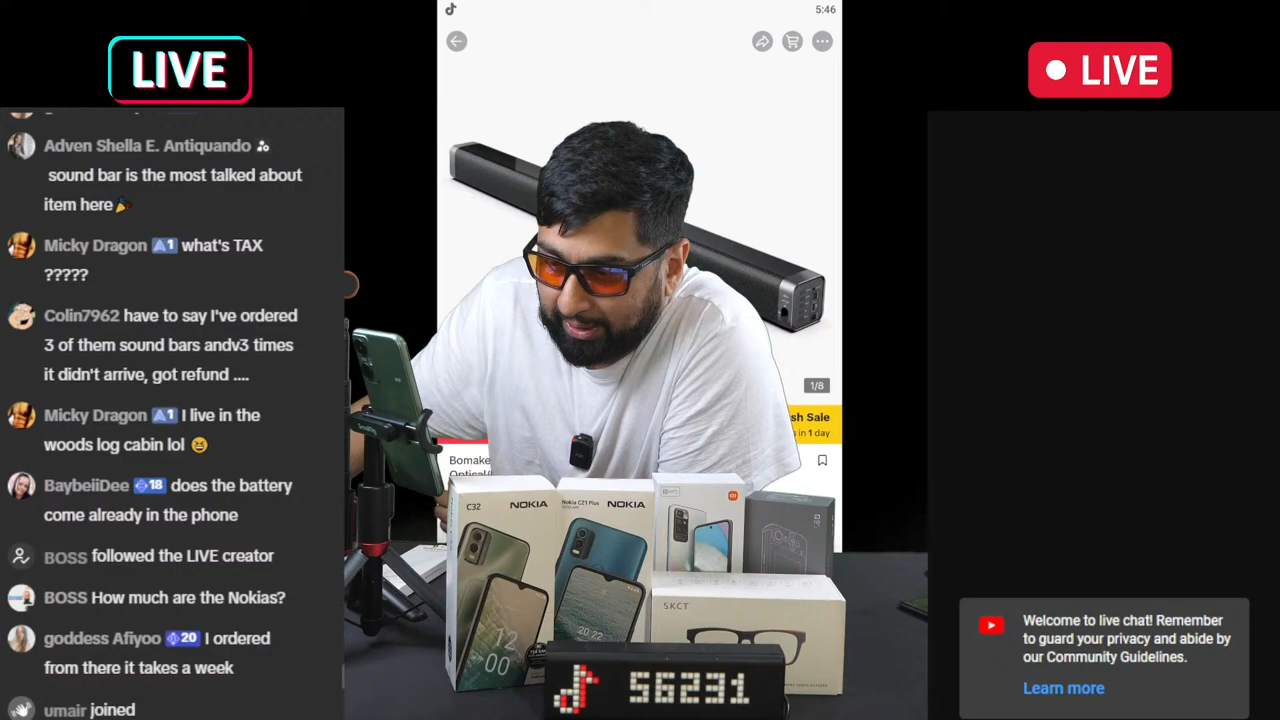 5:46
LIVE
LIVE
Adven Shella E. Antiquando
sound bar is the most talked about
item here
Micky Dragon A1 what's TAX
?????
Colin7962 have to say I've ordered
3 of them sound bars andv3 times
it didn't arrive, got refund ....
Micky Dragon A1 I live in the
woods log cabin lol
BaybeiiDee 18 does the battery
come already in the phone
BOSS followed the LIVE creator
BOSS How much are the Nokias?
goddess Afiyoo 20 I ordered
from there it takes a week
umair joined
1/8
sh Sale
s in 1 day
Bomake
Optical/
C32
NOKIA
Nokia C21 Plus
NOKIA
12
00
20:22
5KCT
56231
Welcome to live chat! Remember
to guard your privacy and abide by
our Community Guidelines.
Learn more